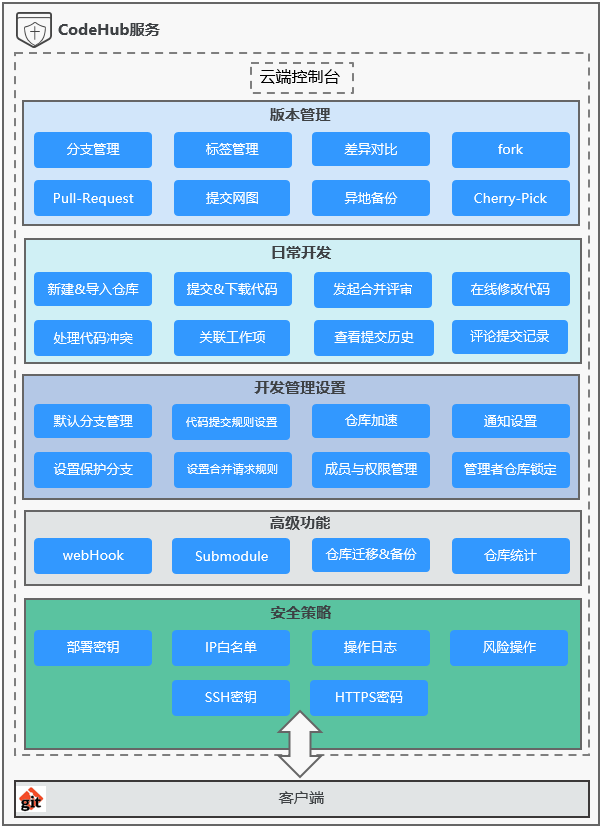 CodeHub服务
云端控制台
版本管理
分支管理
标签管理
差异对比
fork
Pull-Request
提交网图
异地备份
Cherry-Pick
日常开发
新建&导入仓库
提交&下载代码
发起合并评审
在线修改代码
处理代码冲突
关联工作项
查看提交历史
评论提交记录
开发管理设置
默认分支管理
代码提交规则设置
仓库加速
通知设置
设置保护分支
设置合并请求规则
成员与权限管理
管理者仓库锁定
高级功能
webHook
Submodule
仓库迁移&备份
仓库统计
安全策略
部署密钥
IP白名单
操作日志
风险操作
SSH密钥
HTTPS密码
git
客户端